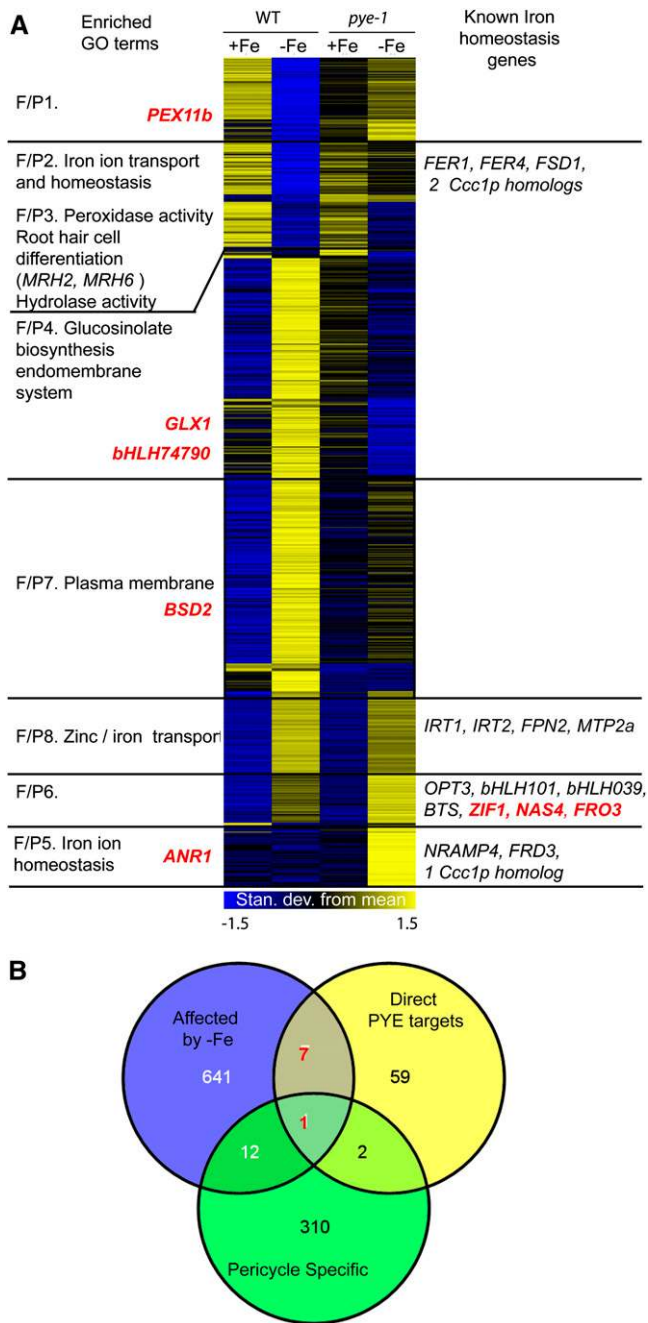 A
Enriched GO terms
WT
pye-1
Known Iron homeostasis genes
+Fe -Fe +Fe -Fe
F/P1.
PEX11b
F/P2. Iron ion transport
and homeostasis
FER1, FER4, FSD1,
2 Ccc1p homologs
F/P3. Peroxidase activity
Root hair cell
differentiation
(MRH2, MRH6 )
Hydrolase activity
F/P4. Glucosinolate
biosynthesis
endomembrane
system
GLX1
bHLH74790
F/P7. Plasma membrane
BSD2
F/P8. Zinc / iron transport
IRT1, IRT2, FPN2, MTP2a
F/P6.
OPT3, bHLH101, bHLH039,
BTS, ZIF1, NAS4, FRO3
F/P5. Iron ion
homeostasis
ANR1
NRAMP4, FRD3,
1 Ccc1p homolog
Stan. dev. from mean
-1.5 1.5
B
Affected
by -Fe
Direct
PYE targets
641
7
59
1
12
2
310
Pericycle Specific